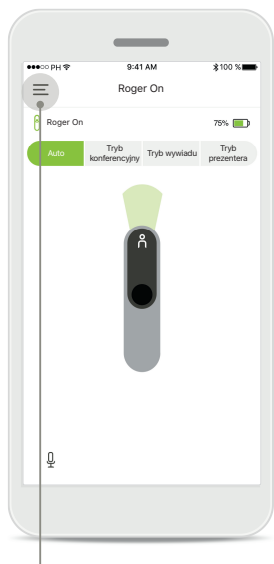 PH 9:41 AM 100 %
Roger On
Roger On 75%
Auto
Tryb konferencyjny
Tryb wywiadu
Tryb prezentera